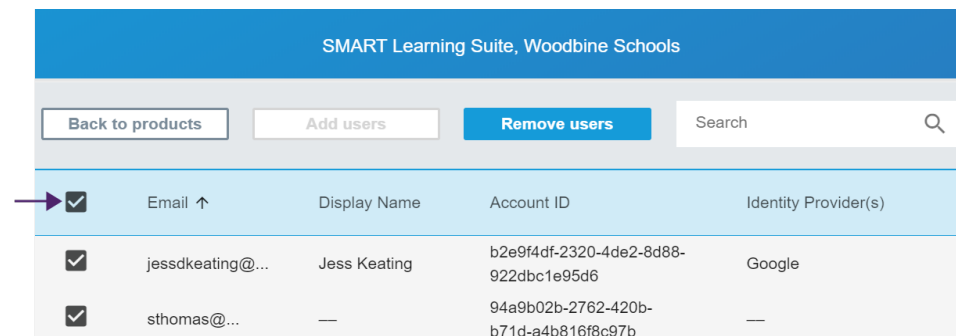 SMART Learning Suite, Woodbine Schools
Back to products Add users Remove users Search
Email ↑ Display Name Account ID Identity Provider(s)
jessdkeating@... Jess Keating b2e9f4df-2320-4de2-8d88-
922dbc1e95d6 Google
sthomas@... — 94a9b02b-2762-420b-
b71d-a4b816f8c97b —